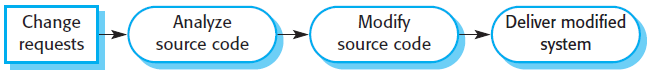 Change
requests
Analyze
source code
Modify
source code
Deliver modified
system